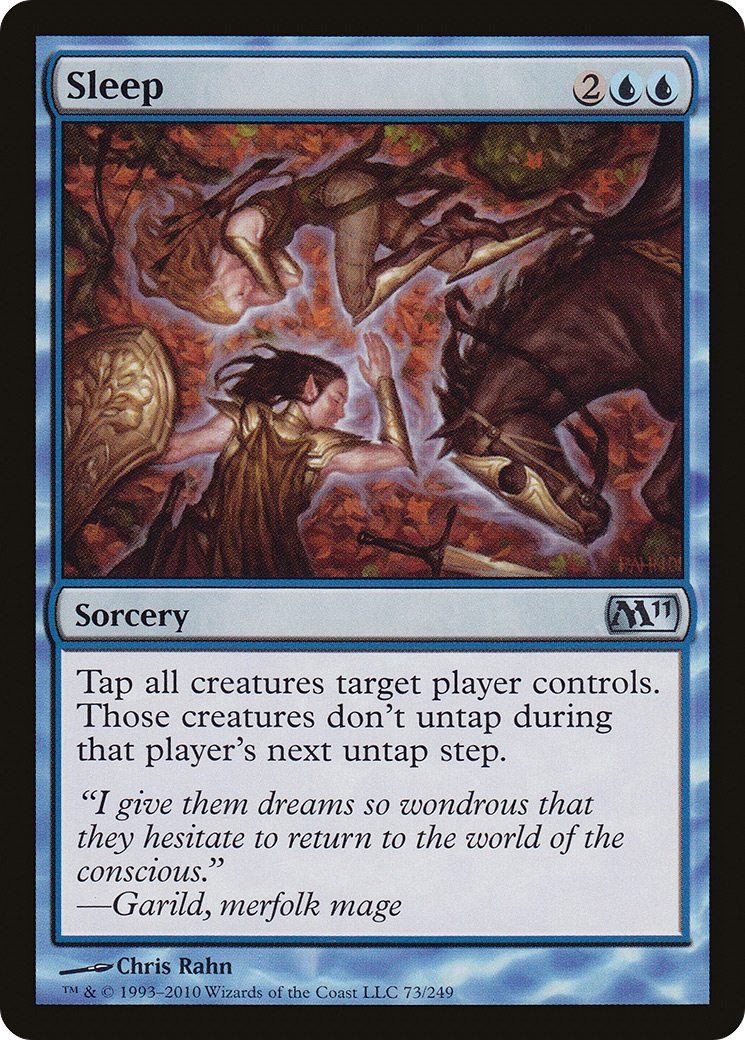 Sleep
2
Sorcery
M11
Tap all creatures target player controls.
Those creatures don't untap during
that player's next untap step.
“I give them dreams so wondrous that
they hesitate to return to the world of the
conscious.”
—Garild, merfolk mage
Chris Rahn
™ & © 1993–2010 Wizards of the Coast LLC 73/249